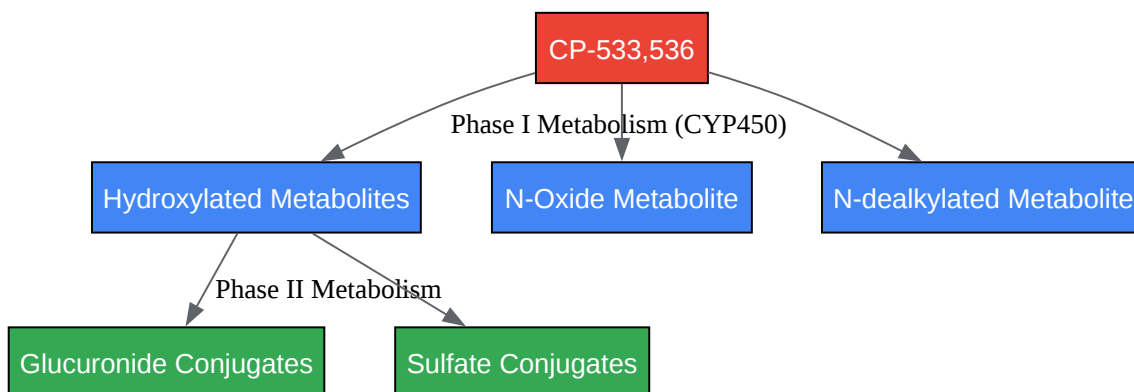 CP-533,536
Phase I Metabolism (CYP450)
Hydroxylated Metabolites
N-Oxide Metabolite
N-dealkylated Metabolite
Phase II Metabolism
Glucuronide Conjugates
Sulfate Conjugates